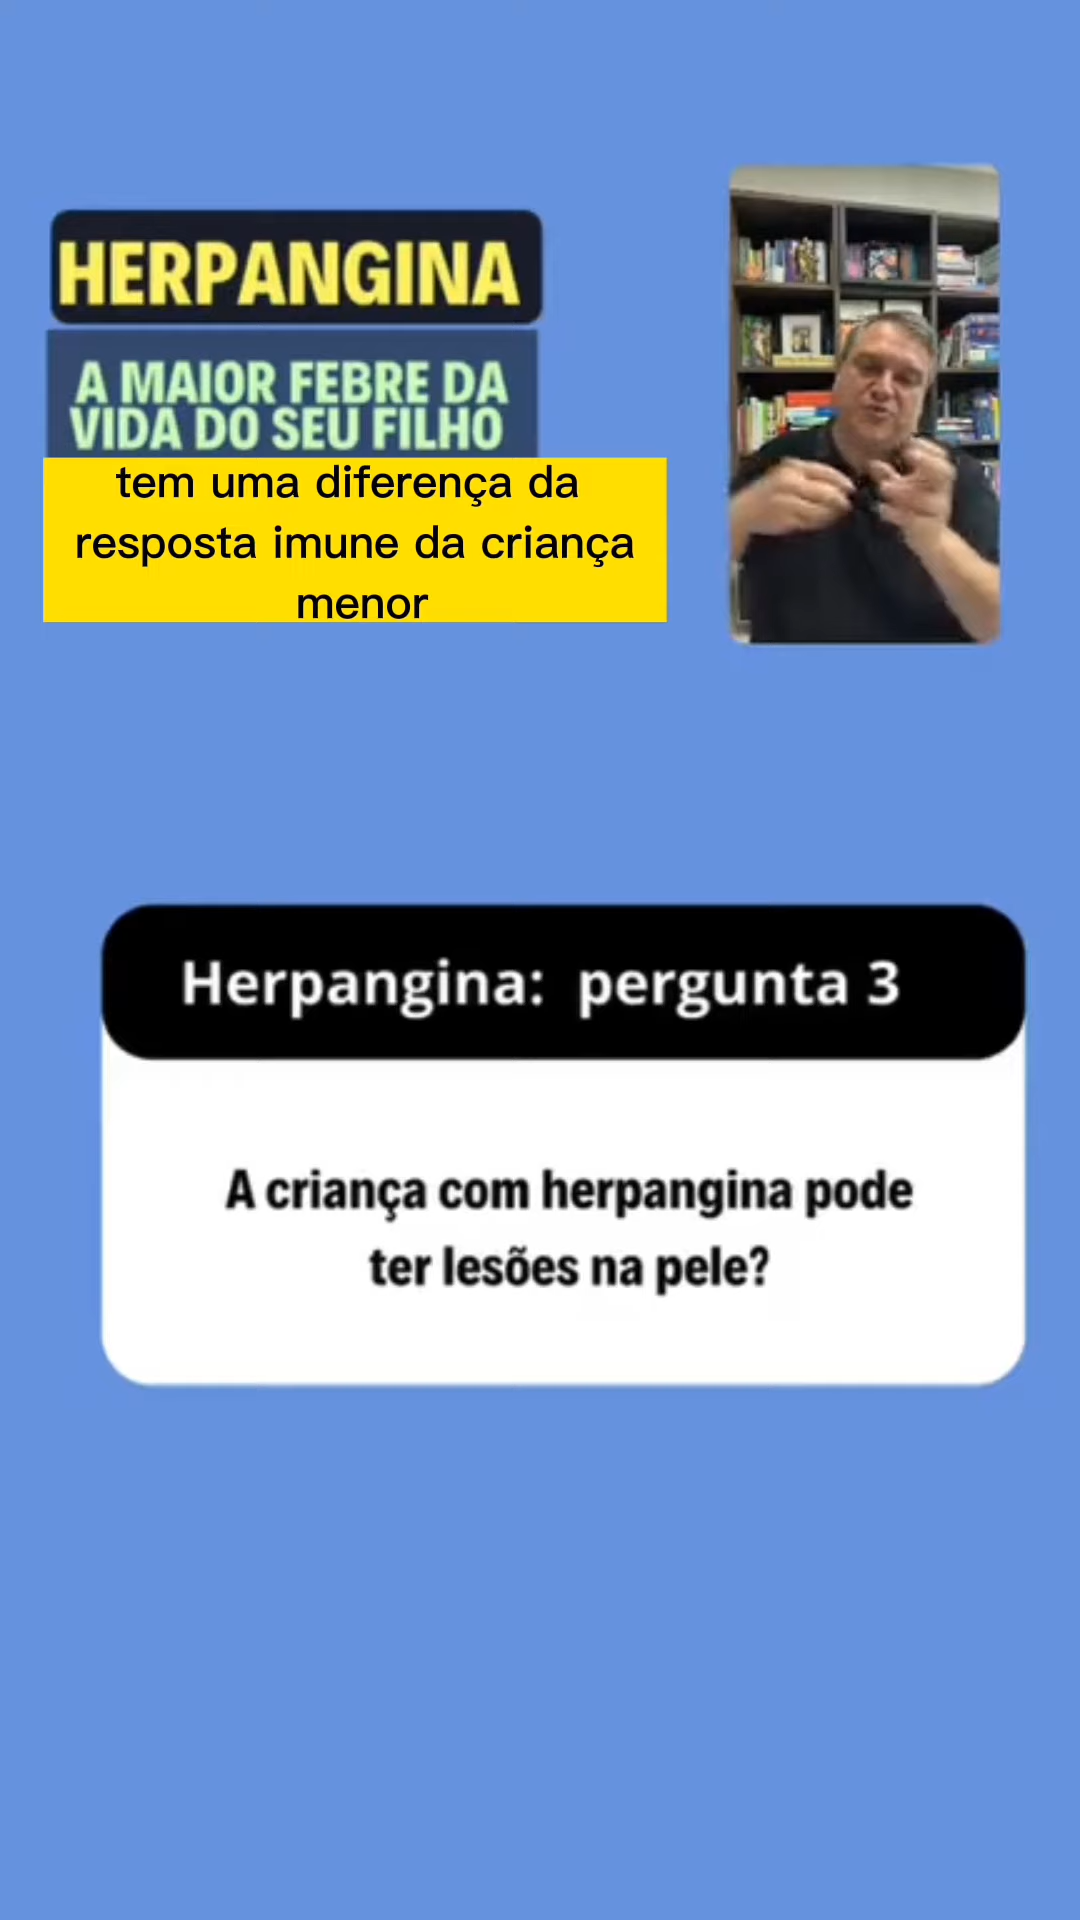 HERPANGINA
A MAIOR FEBRE DA
VIDA DO SEU FILHO
tem uma diferença da
resposta imune da criança
menor
Herpangina: pergunta 3
A criança com herpangina pode
ter lesões na pele?